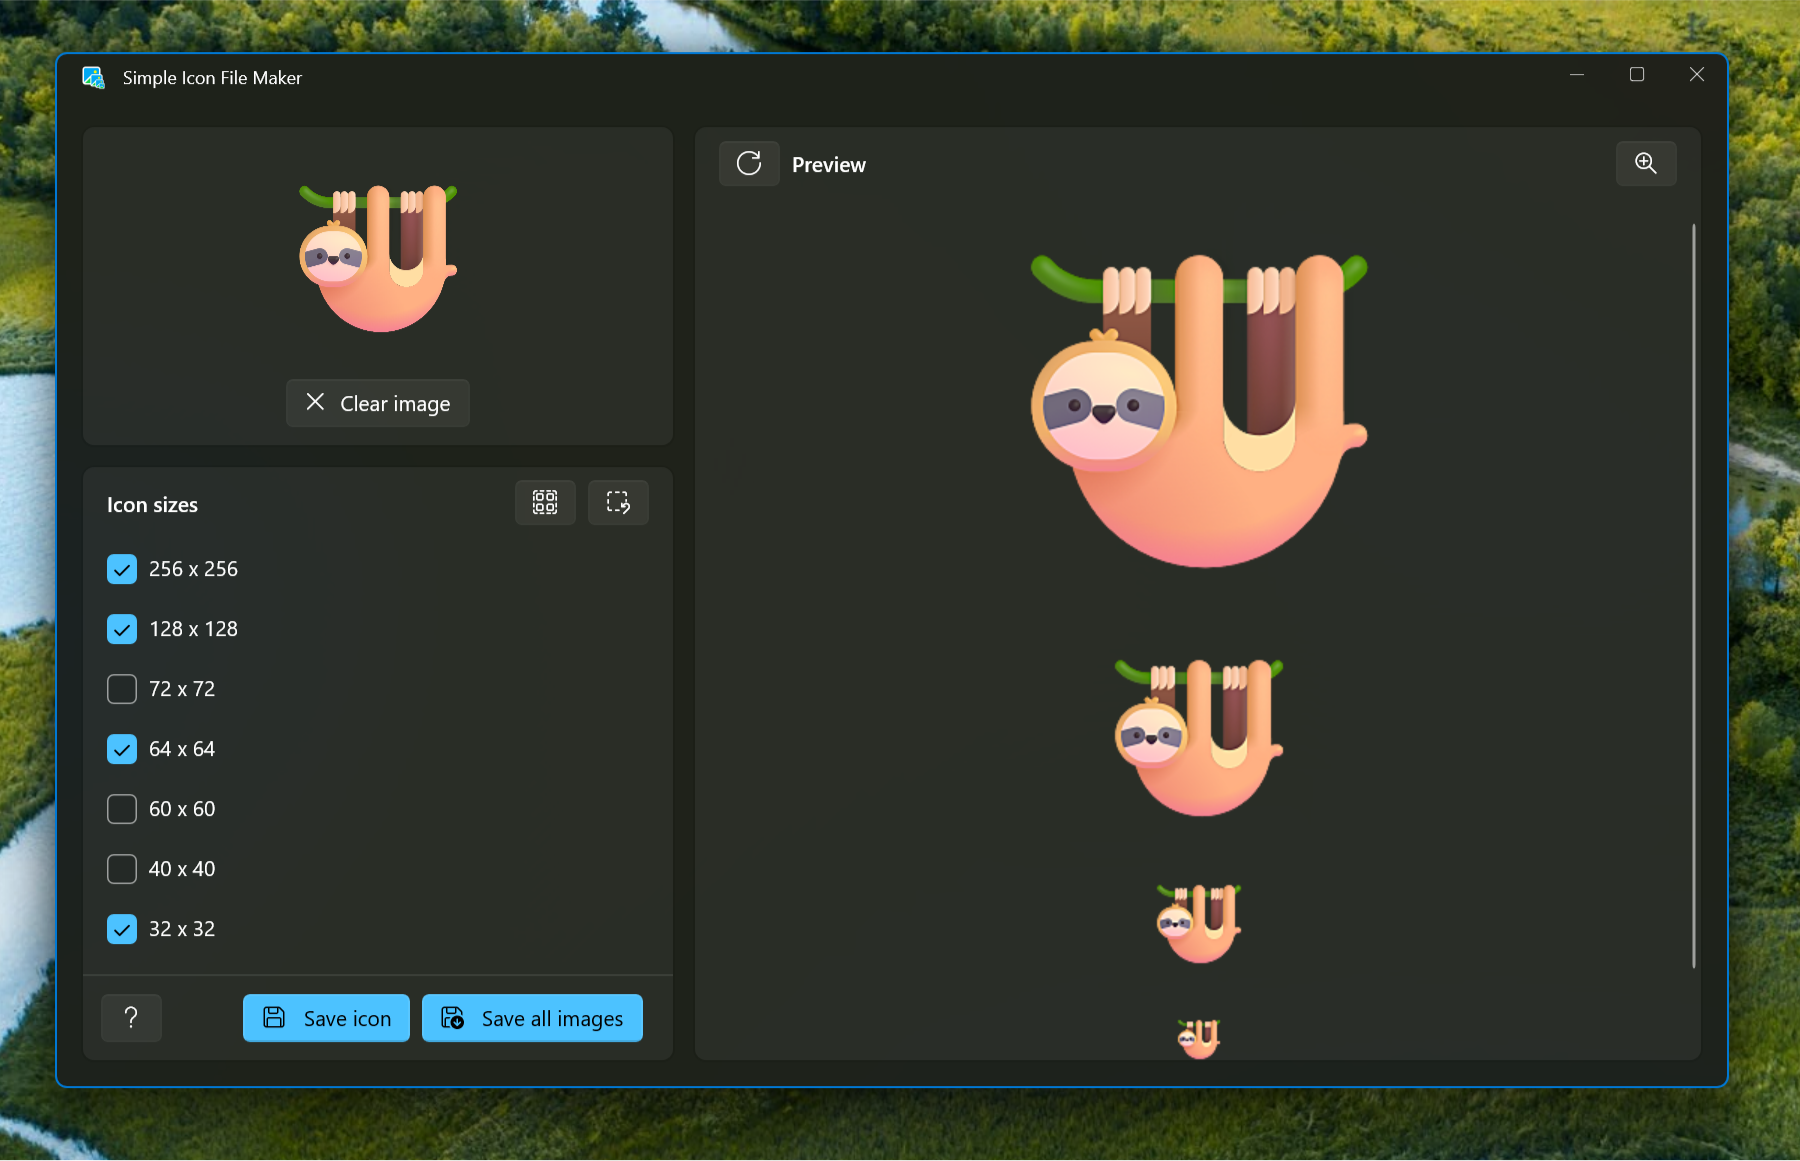 Simple Icon File Maker
Clear image
Icon sizes
256 x 256
128 x 128
72 x 72
64 x 64
60 x 60
40 x 40
32 x 32
?
Save icon
Save all images
Preview